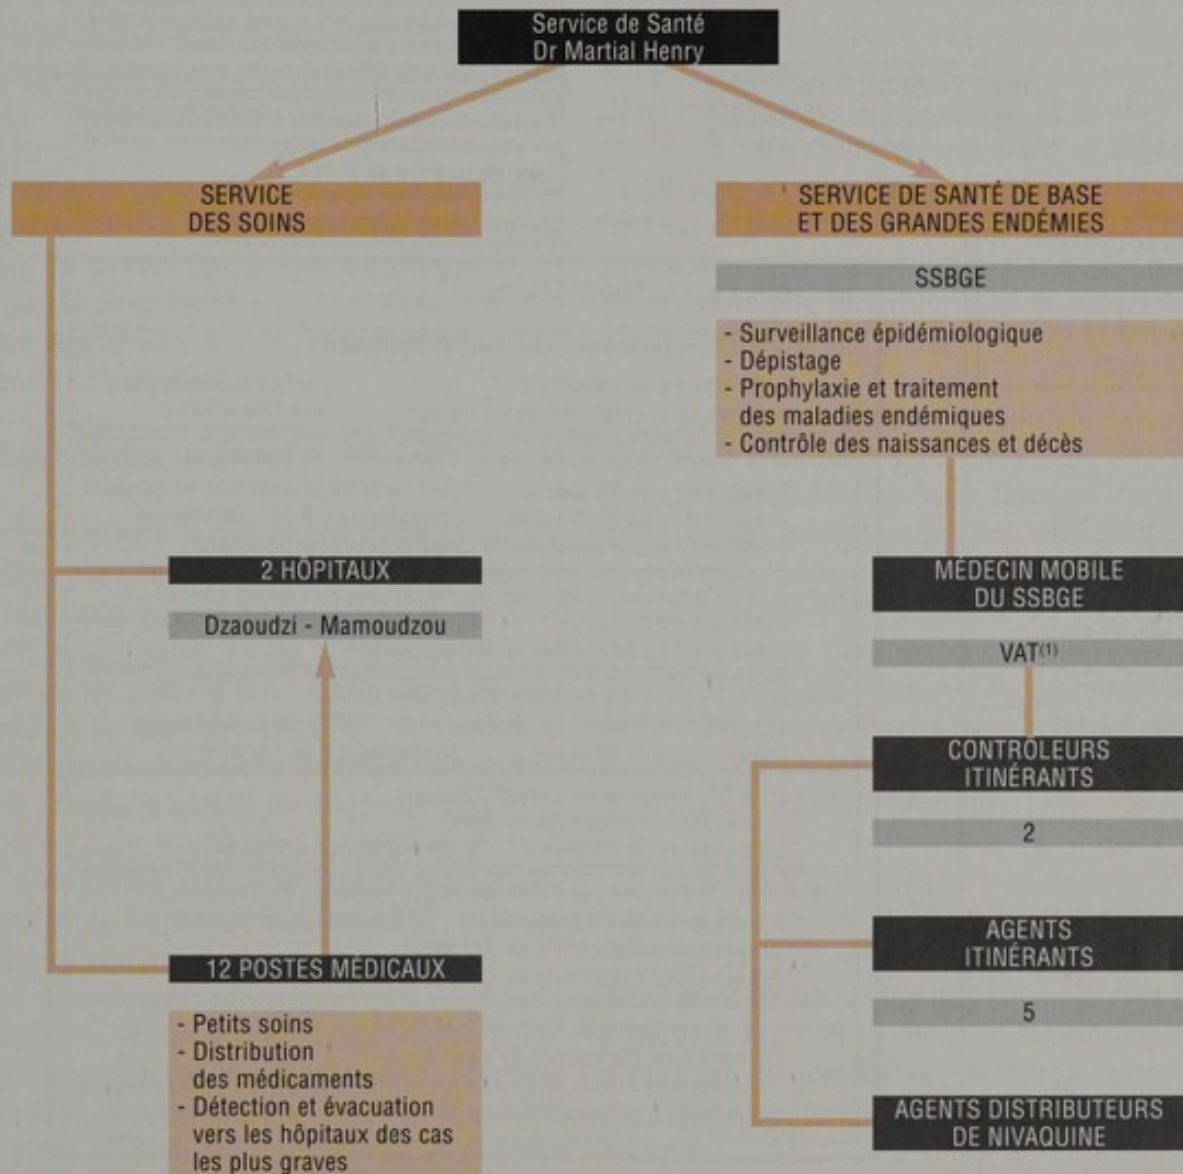 Service de Santé
Dr Martial Henry
SERVICE
DES SOINS
2 HÔPITAUX
Dzaoudzi - Mamoudzou
12 POSTES MÉDICAUX
- Petits soins
- Distribution
des médicaments
- Détection et évacuation
vers les hôpitaux des cas
les plus graves
SERVICE DE SANTÉ DE BASE
ET DES GRANDES ENDÉMIES
SSBGE
- Surveillance épidémiologique
- Dépistage
- Prophylaxie et traitement
des maladies endémiques
- Contrôle des naissances et décès
MÉDECIN MOBILE
DU SSBGE
VAT(1)
CONTRÔLEURS
ITINÉRANTS
2
AGENTS
ITINÉRANTS
5
AGENTS DISTRIBUTEURS
DE NIVAQUINE